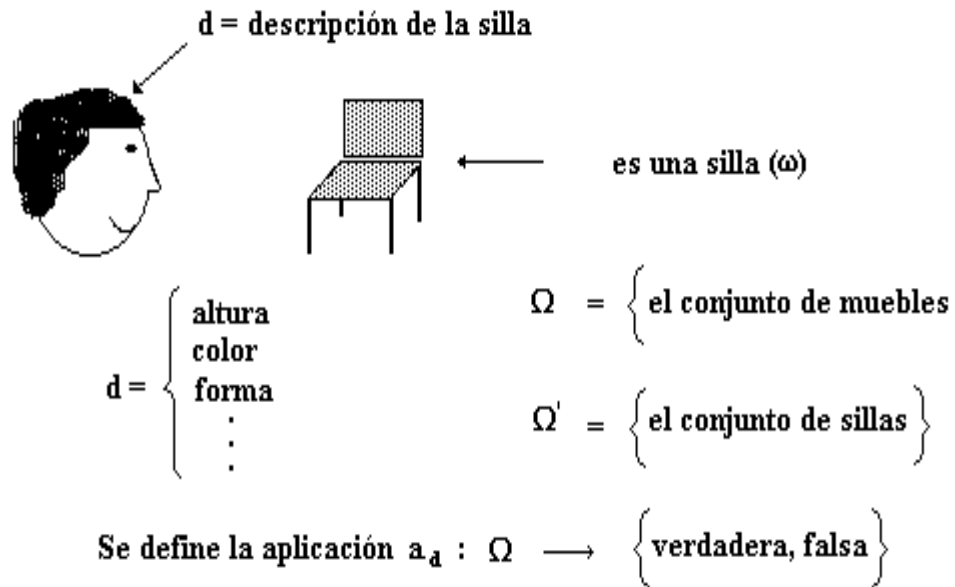 d = descripción de la silla
es una silla (ω)
d = { altura
color
forma
.
.
.
Ω = { el conjunto de muebles
Ω' = { el conjunto de sillas }
Se define la aplicación a_d : Ω → { verdadera, falsa }